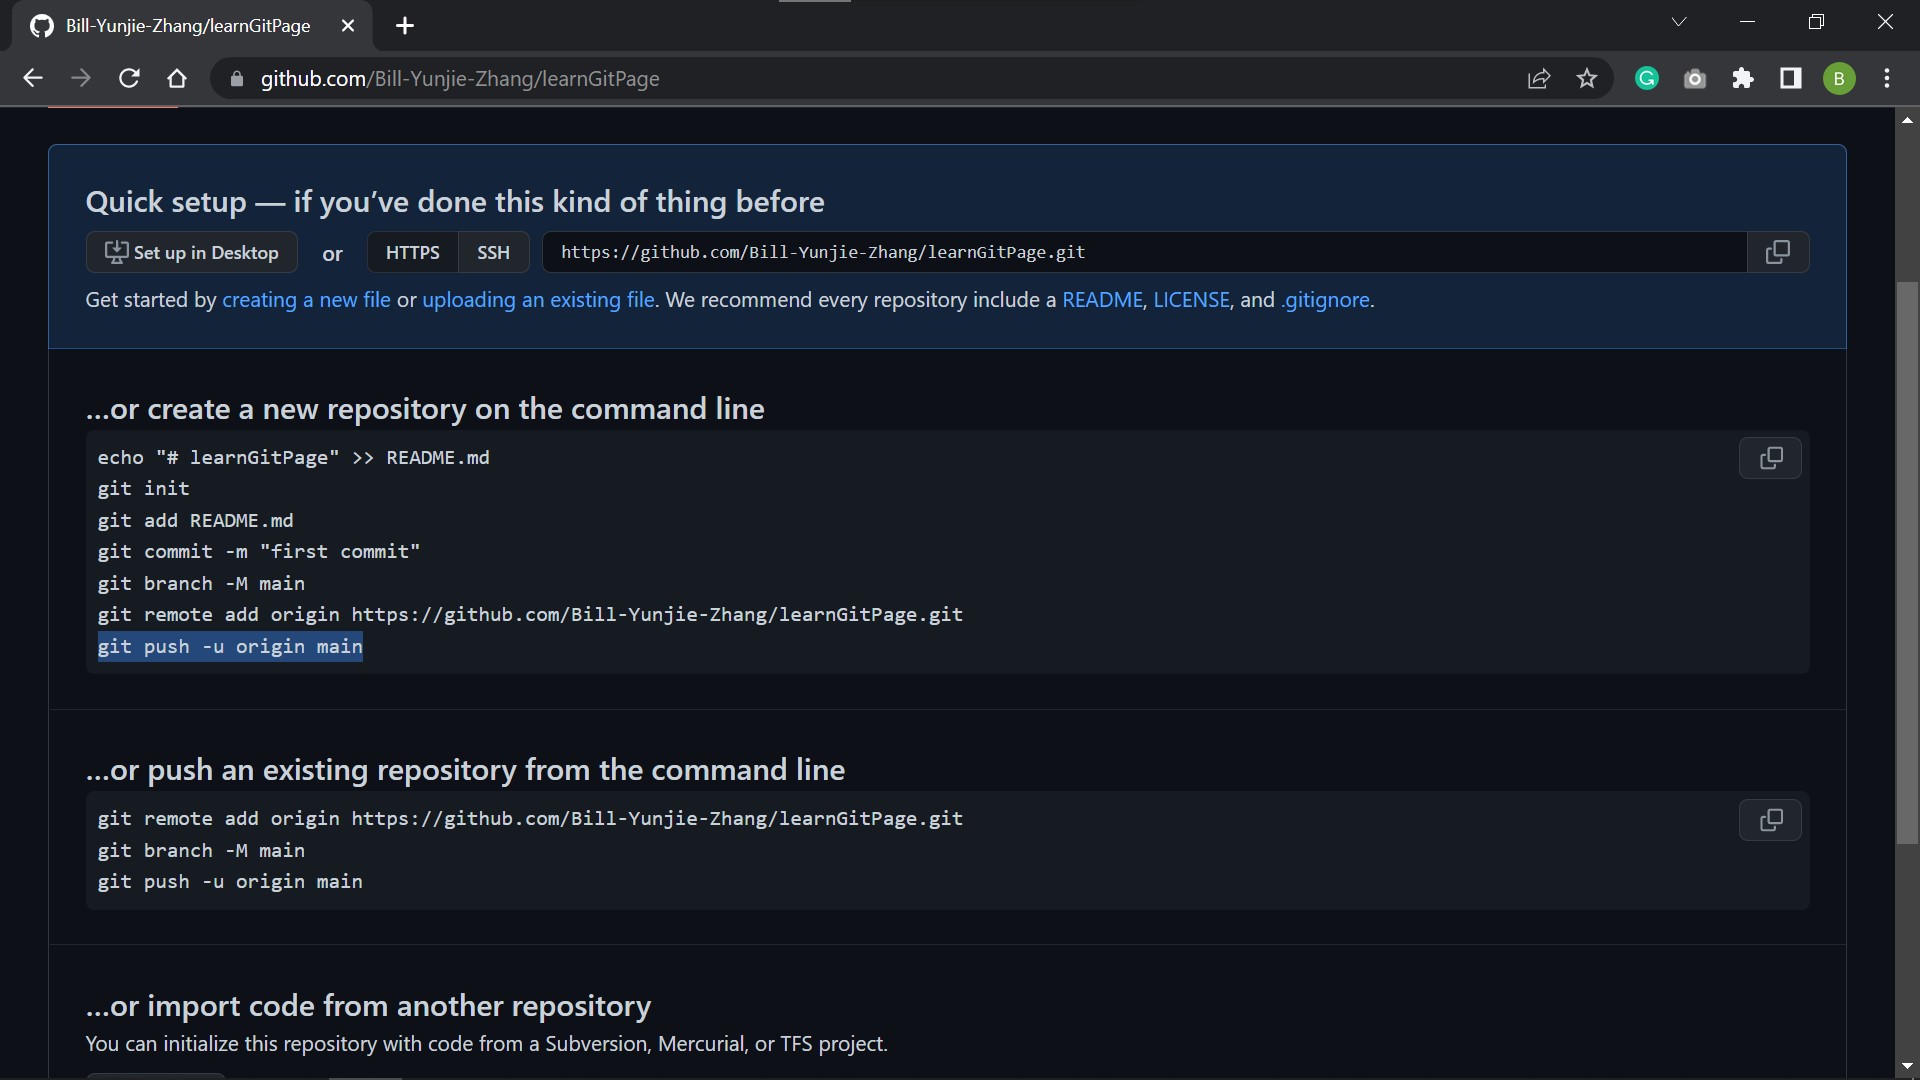 Bill-Yunjie-Zhang/learnGitPage
github.com/Bill-Yunjie-Zhang/learnGitPage
B
Quick setup — if you’ve done this kind of thing before
Set up in Desktop or HTTPS SSH https://github.com/Bill-Yunjie-Zhang/learnGitPage.git
Get started by creating a new file or uploading an existing file. We recommend every repository include a README, LICENSE, and .gitignore.
…or create a new repository on the command line
echo "# learnGitPage" >> README.md
git init
git add README.md
git commit -m "first commit"
git branch -M main
git remote add origin https://github.com/Bill-Yunjie-Zhang/learnGitPage.git
git push -u origin main
…or push an existing repository from the command line
git remote add origin https://github.com/Bill-Yunjie-Zhang/learnGitPage.git
git branch -M main
git push -u origin main
…or import code from another repository
You can initialize this repository with code from a Subversion, Mercurial, or TFS project.